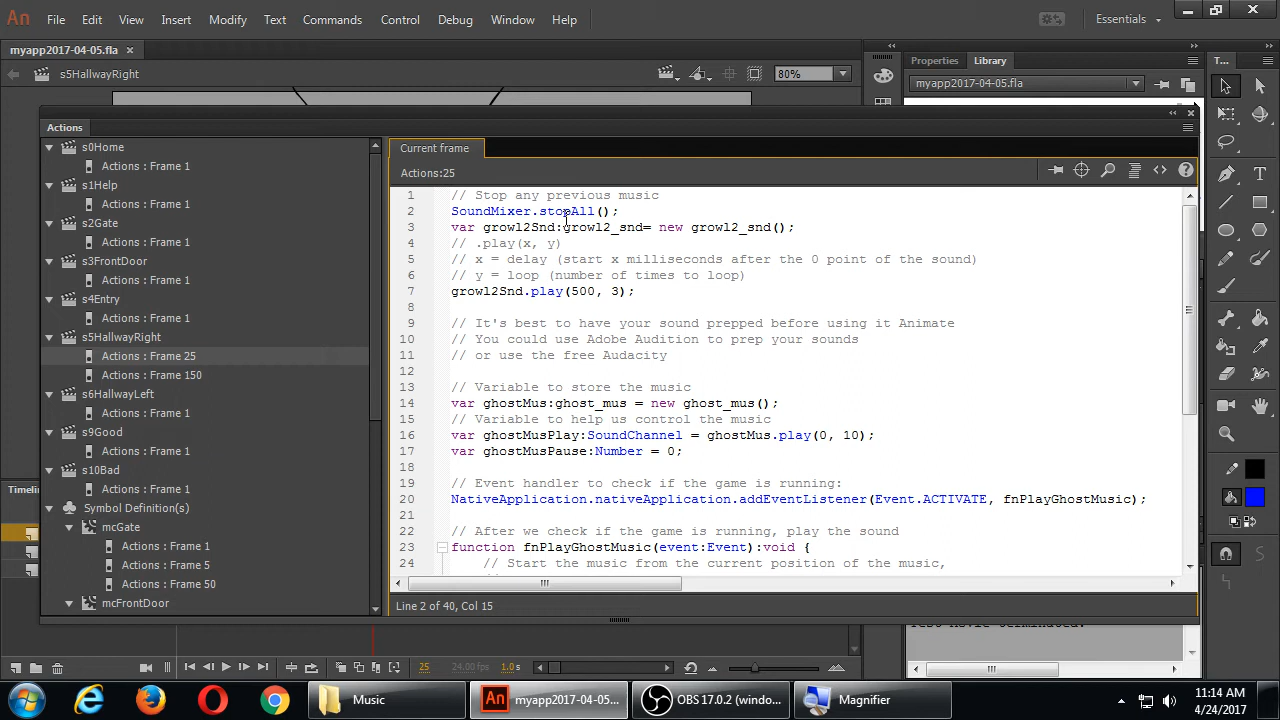 An File Edit View Insert Modify Text Commands Control Debug Window Help Essentials
myapp2017-04-05.fla ×
s5HallwayRight 80%
Properties Library T...
myapp2017-04-05.fla
Actions
s0Home
Actions : Frame 1
s1Help
Actions : Frame 1
s2Gate
Actions : Frame 1
s3FrontDoor
Actions : Frame 1
s4Entry
Actions : Frame 1
s5HallwayRight
Actions : Frame 25
Actions : Frame 150
s6HallwayLeft
Actions : Frame 1
s9Good
Actions : Frame 1
s10Bad
Actions : Frame 1
Symbol Definition(s)
mcGate
Actions : Frame 1
Actions : Frame 5
Actions : Frame 50
mcFrontDoor
Current frame
Actions:25
1 // Stop any previous music
2 SoundMixer.stopAll();
3 var growl2Snd:growl2_snd= new growl2_snd();
4 // .play(x, y)
5 // x = delay (start x milliseconds after the 0 point of the sound)
6 // y = loop (number of times to loop)
7 growl2Snd.play(500, 3);
8
9 // It's best to have your sound prepped before using it Animate
10 // You could use Adobe Audition to prep your sounds
11 // or use the free Audacity
12
13 // Variable to store the music
14 var ghostMus:ghost_mus = new ghost_mus();
15 // Variable to help us control the music
16 var ghostMusPlay:SoundChannel = ghostMus.play(0, 10);
17 var ghostMusPause:Number = 0;
18
19 // Event handler to check if the game is running:
20 NativeApplication.nativeApplication.addEventListener(Event.ACTIVATE, fnPlayGhostMusic);
21
22 // After we check if the game is running, play the sound
23 function fnPlayGhostMusic(event:Event):void {
24 // Start the music from the current position of the music,
Line 2 of 40, Col 15
Timelin
25 24.00 fps 1.0 s
Music
An myapp2017-04-05...
OBS 17.0.2 (window...
Magnifier
11:14 AM
4/24/2017